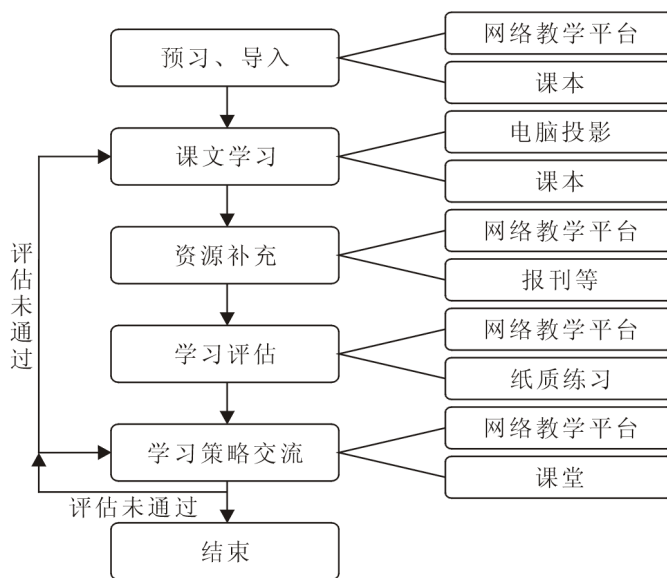 预习、导入
网络教学平台
课本
课文学习
电脑投影
课本
资源补充
网络教学平台
报刊等
学习评估
网络教学平台
纸质练习
学习策略交流
网络教学平台
课堂
评估未通过
评估未通过
结束